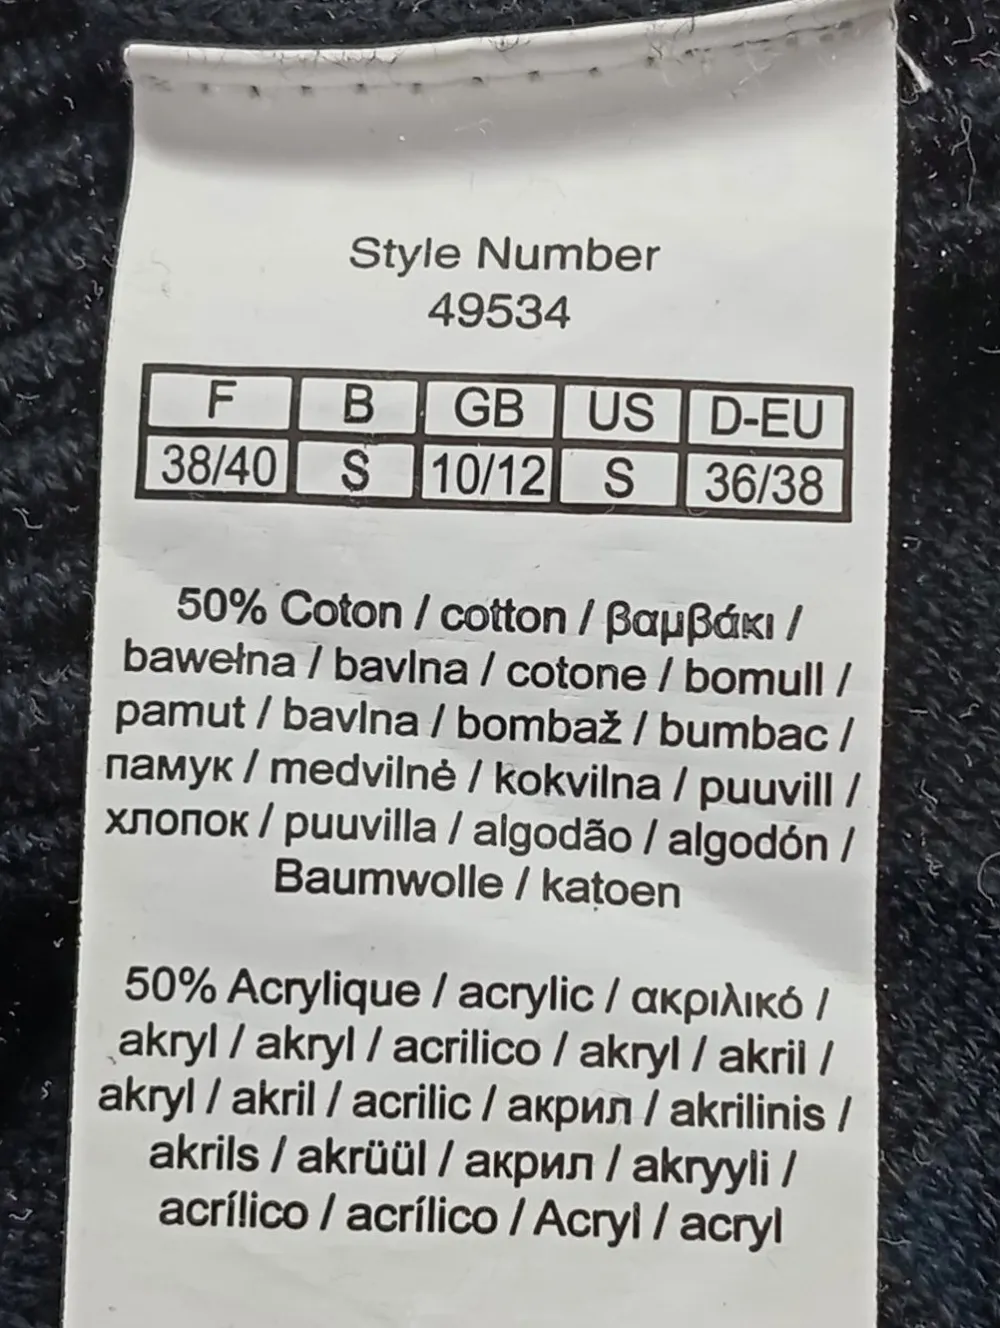 Style Number
49534
F B GB US D-EU
38/40 S 10/12 S 36/38
50% Coton / cotton / βαμβάκι /
bawełna / bavlna / cotone / bomull /
pamut / bavlna / bombaž / bumbac /
памук / medvilnė / kokvilna / puuvill /
хлопок / puuvilla / algodão / algodón /
Baumwolle / katoen
50% Acrylique / acrylic / ακριλικό /
akryl / akryl / acrilico / akryl / akril /
akryl / akril / acrilic / акрил / akrilinis /
akrils / akrüül / акрил / akryyli /
acrílico / acrílico / Acryl / acryl